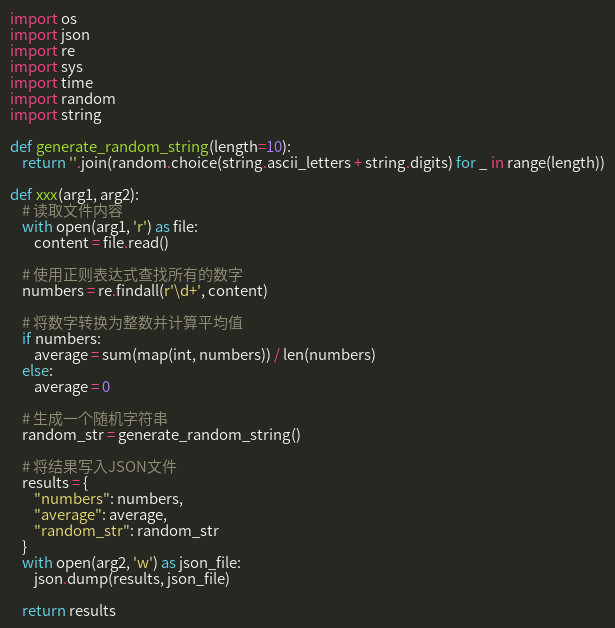 import os
import json
import re
import sys
import time
import random
import string
def generate_random_string(length=10):
return ''.join(random.choice(string.ascii_letters + string.digits) for _ in range(length))
def xxx(arg1, arg2):
# 读取文件内容
with open(arg1, 'r') as file:
content = file.read()
# 使用正则表达式查找所有的数字
numbers = re.findall(r'\d+', content)
# 将数字转换为整数并计算平均值
if numbers:
average = sum(map(int, numbers)) / len(numbers)
else:
average = 0
# 生成一个随机字符串
random_str = generate_random_string()
# 将结果写入JSON文件
results = {
"numbers": numbers,
"average": average,
"random_str": random_str
}
with open(arg2, 'w') as json_file:
json.dump(results, json_file)
return results